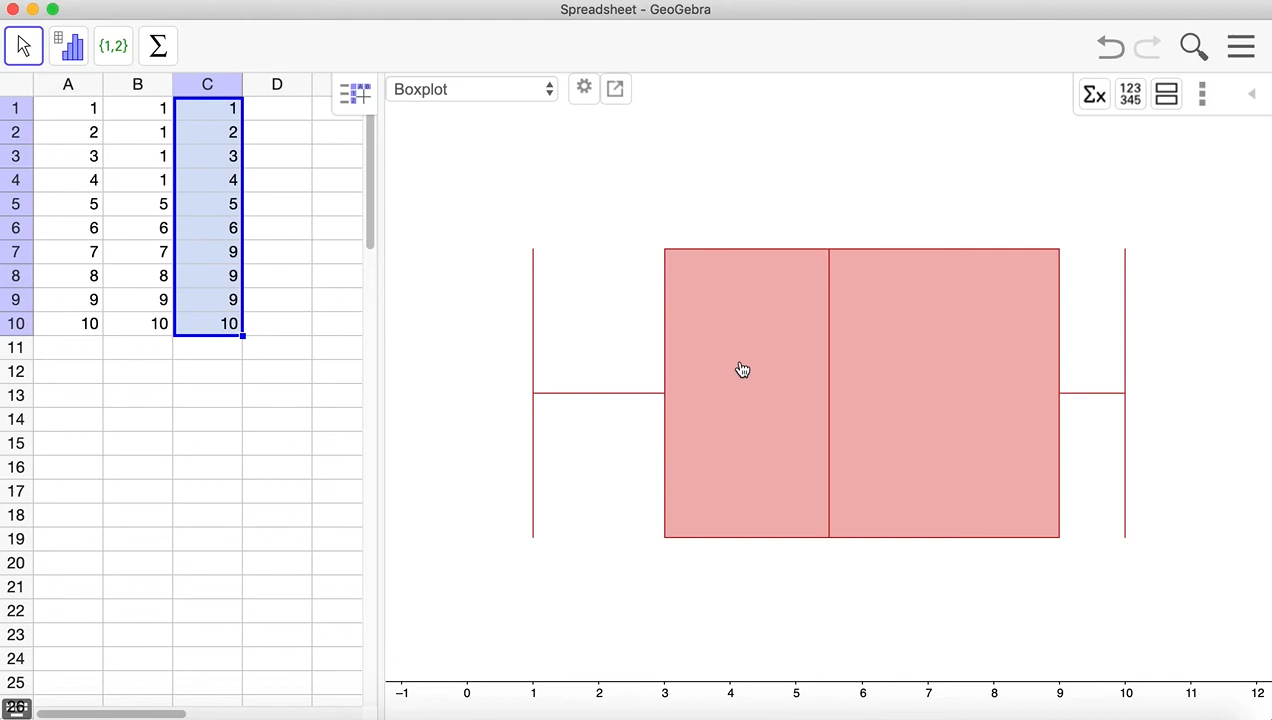 Spreadsheet - GeoGebra
{1,2} Σ
Σx 123
345
Boxplot
A B C D
1 1 1 1
2 2 1 2
3 3 1 3
4 4 1 4
5 5 5 5
6 6 6 6
7 7 7 9
8 8 8 9
9 9 9 9
10 10 10 10
11
12
13
14
15
16
17
18
19
20
21
22
23
24
25
26
–1 0 1 2 3 4 5 6 7 8 9 10 11 12